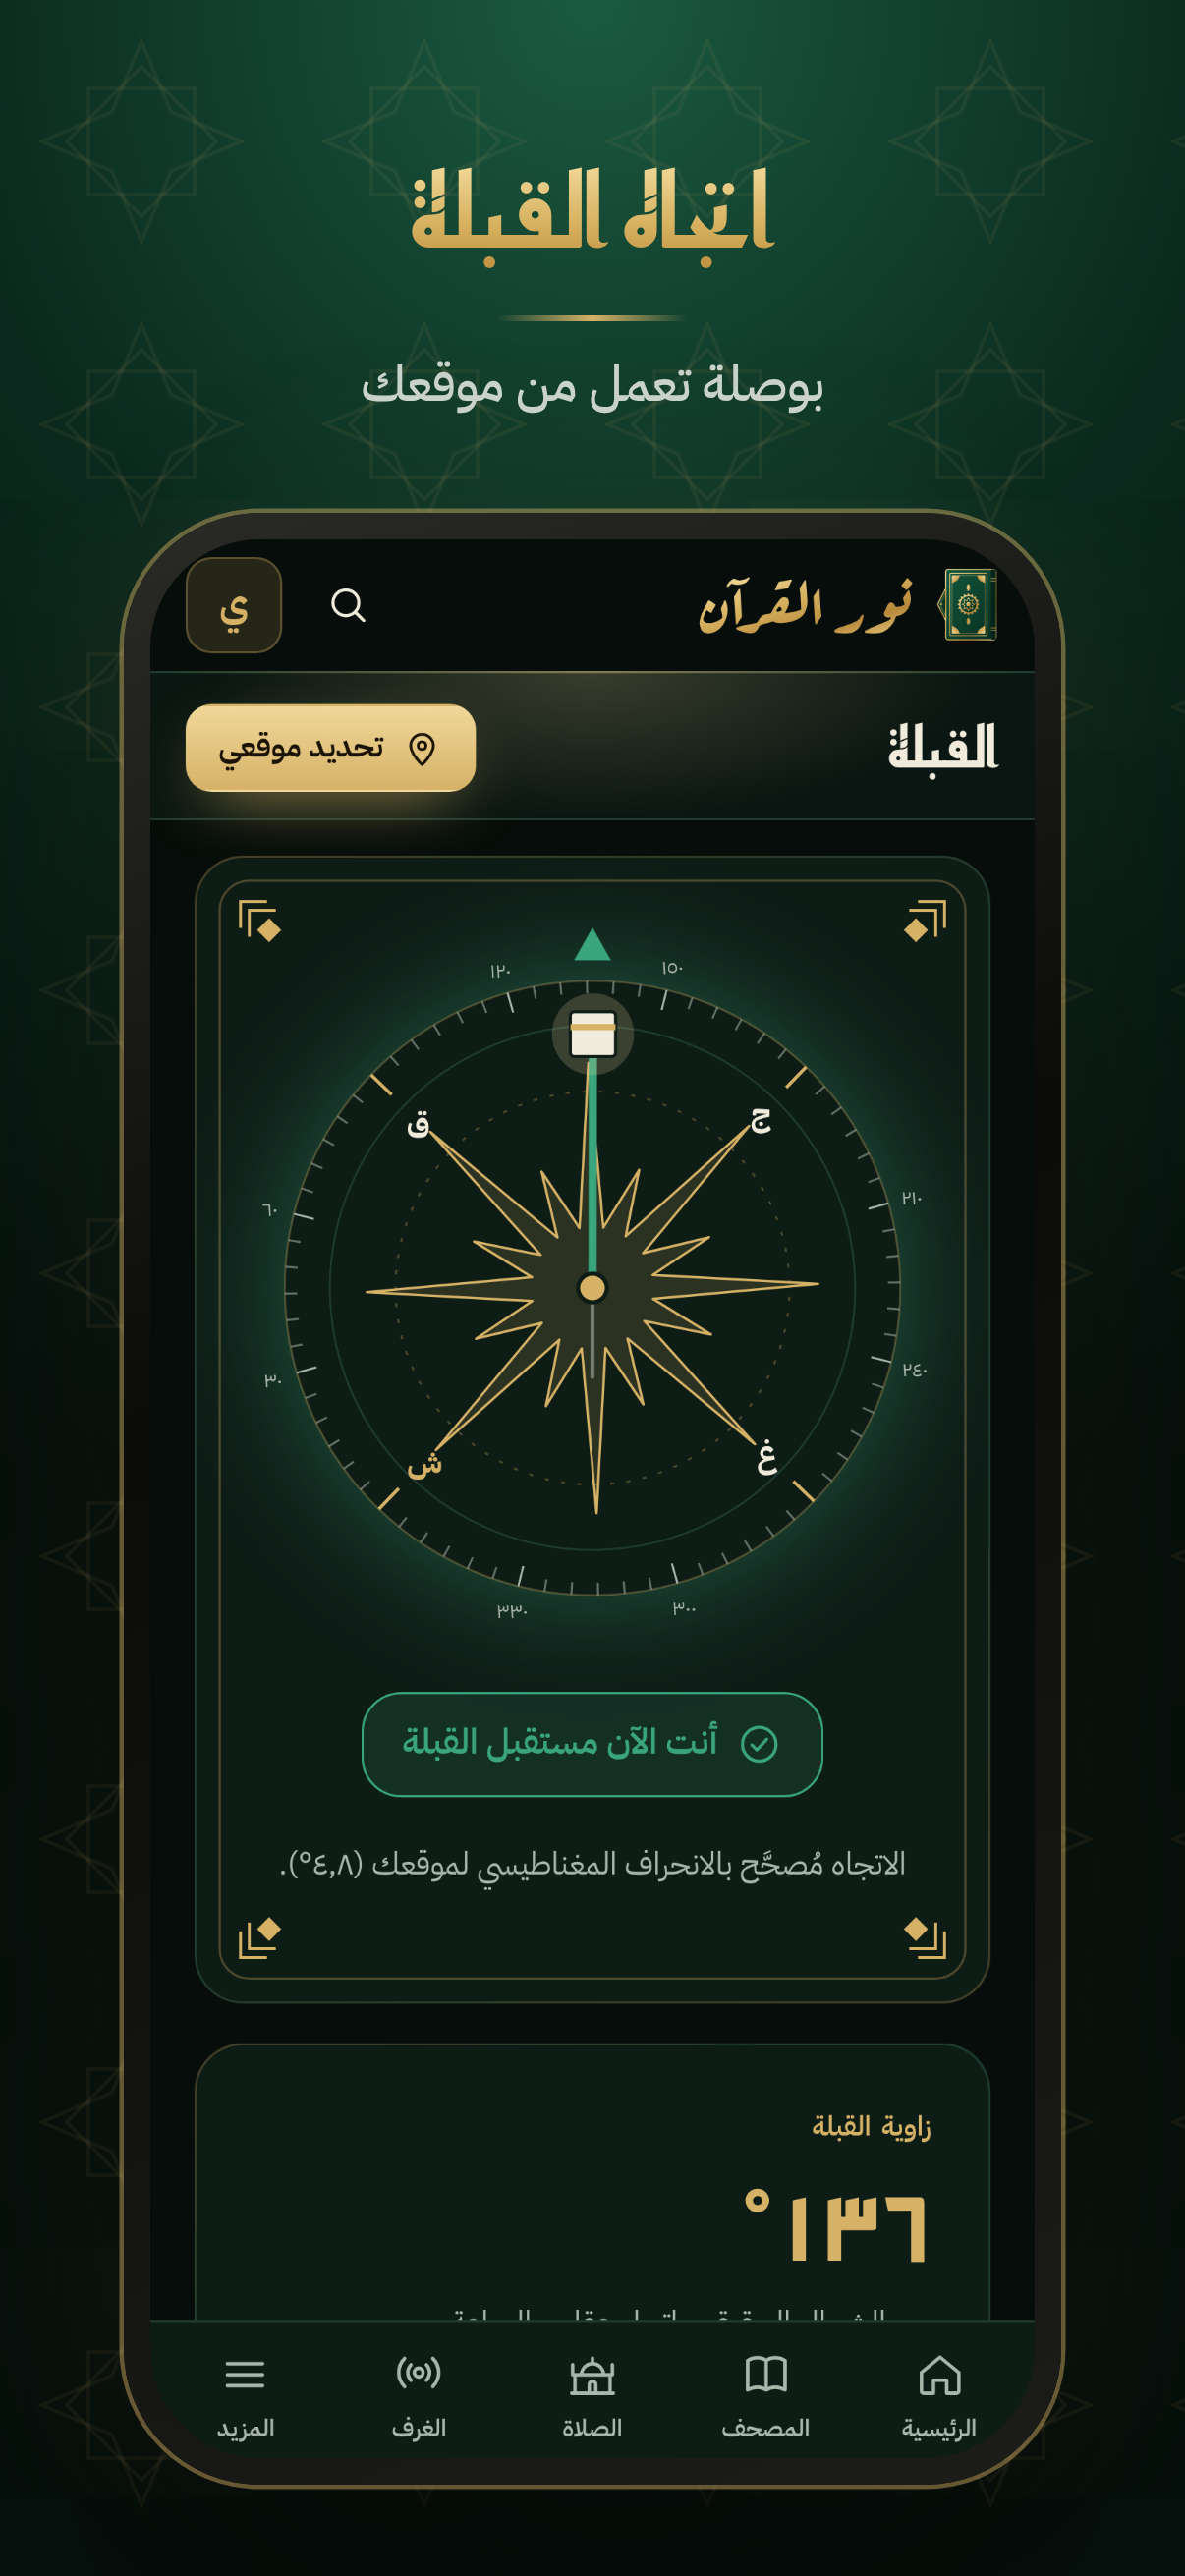 اتجاه القبلة
بوصلة تعمل من موقعك
نور القرآن
ي
القبلة
تحديد موقعي
١٢٠
١٥٠
ق
ج
٦٠
٢١٠
٣٠
٢٤٠
ش
غ
٣٣٠
٣٠٠
أنت الآن مستقبل القبلة
الاتجاه مُصحَّح بالانحراف المغناطيسي لموقعك (٤٫٨°).
زاوية القبلة
١٣٦°
الرئيسية
المصحف
الصلاة
الغرف
المزيد